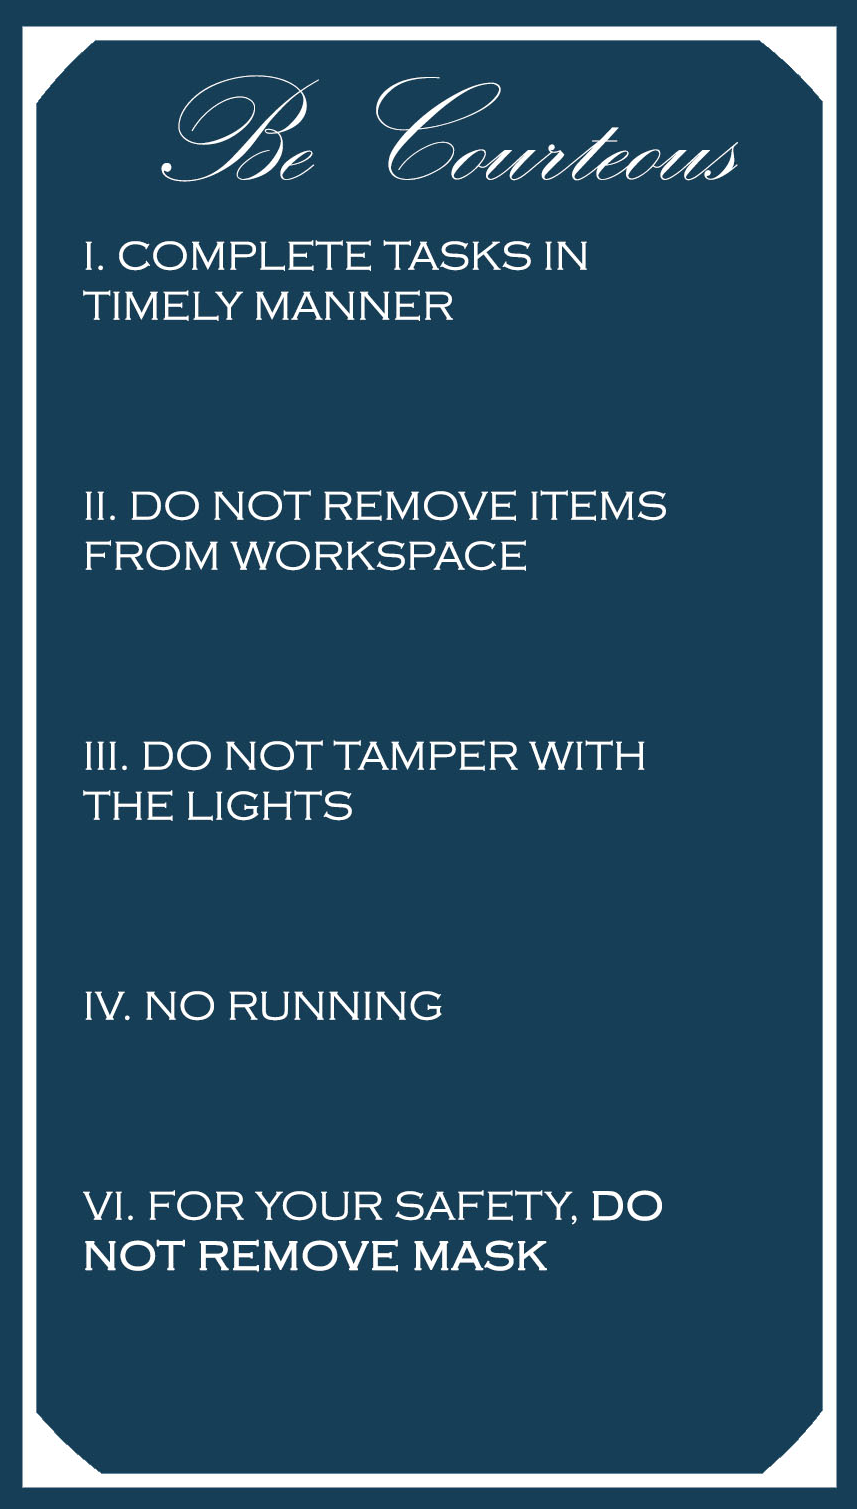 Be Courteous
I. COMPLETE TASKS IN
TIMELY MANNER
II. DO NOT REMOVE ITEMS
FROM WORKSPACE
III. DO NOT TAMPER WITH
THE LIGHTS
IV. NO RUNNING
VI. FOR YOUR SAFETY, DO
NOT REMOVE MASK